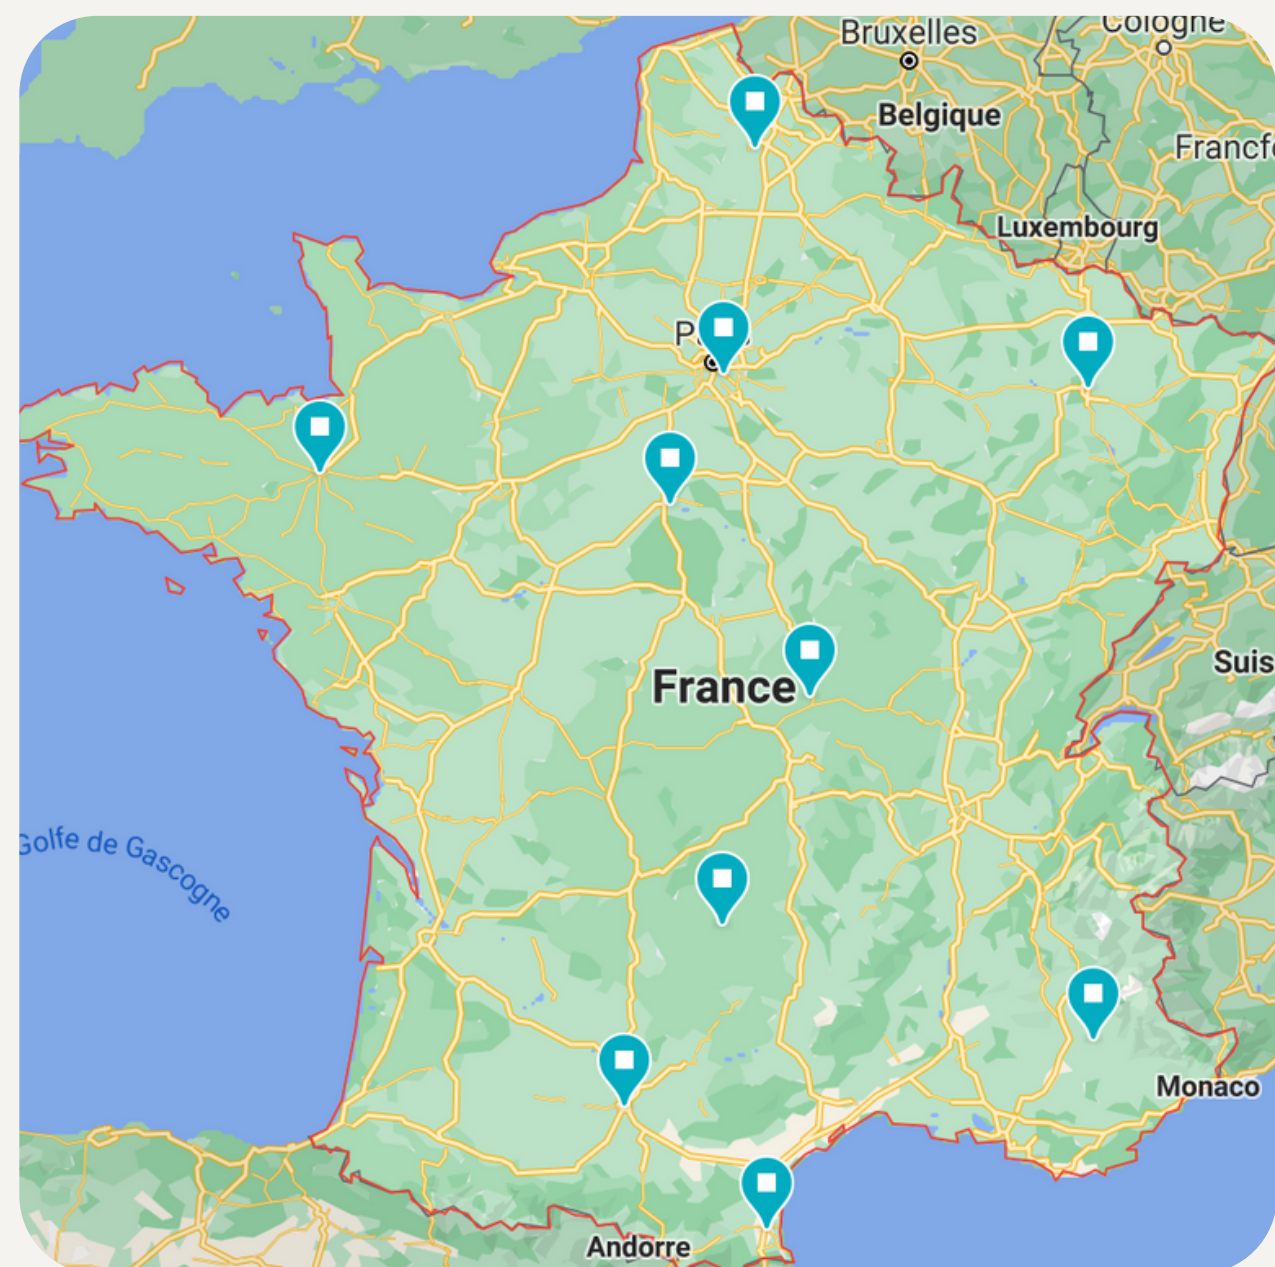 Cologne
Bruxelles
Belgique
Luxembourg
France
Golfe de Gascogne
Monaco
Andorre